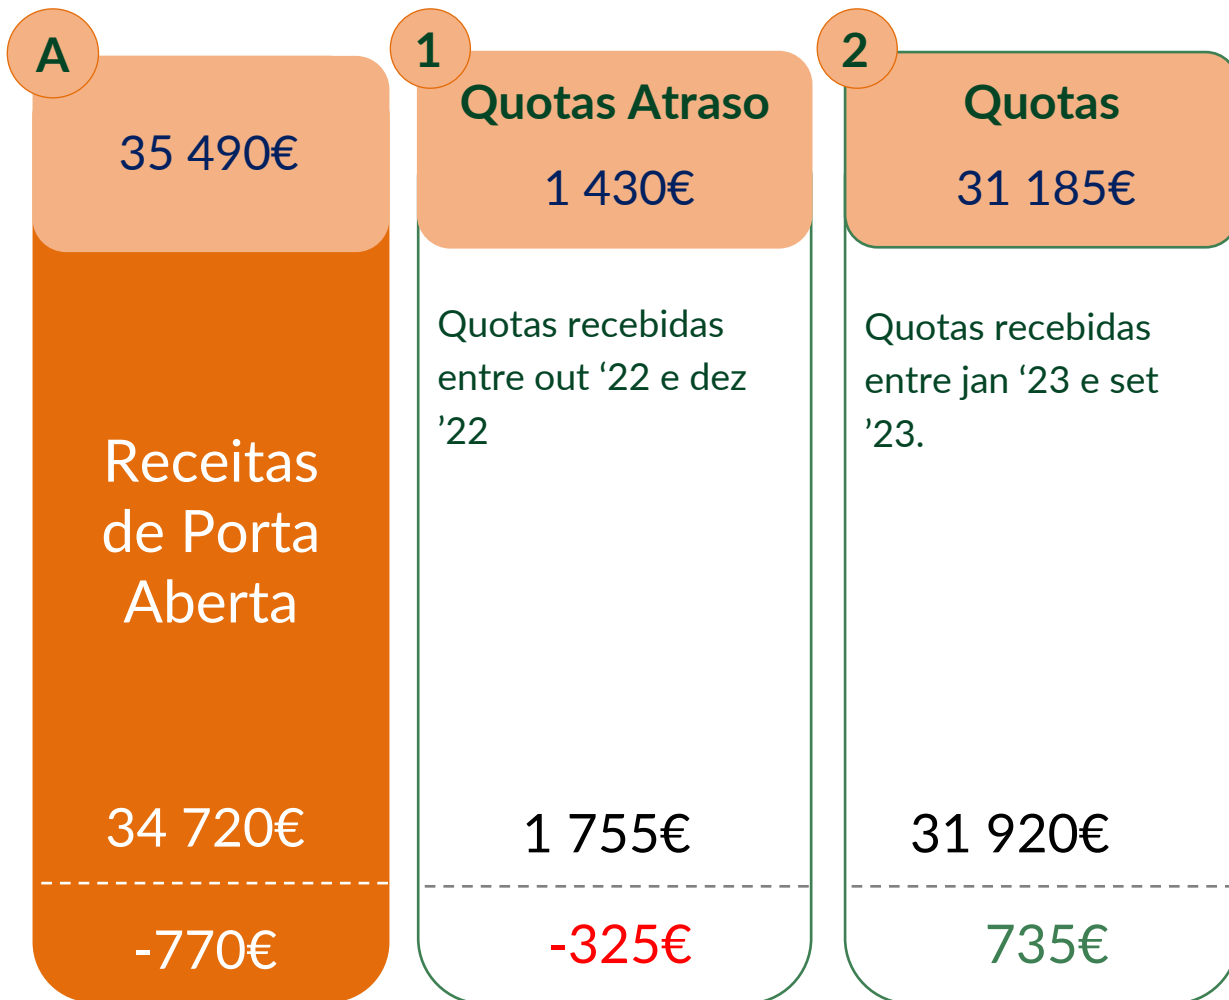 A
35 490€
Receitas
de Porta
Aberta
34 720€
-770€
1
Quotas Atraso
1 430€
Quotas recebidas
entre out ‘22 e dez
’22
1 755€
-325€
2
Quotas
31 185€
Quotas recebidas
entre jan ‘23 e set
’23.
31 920€
735€